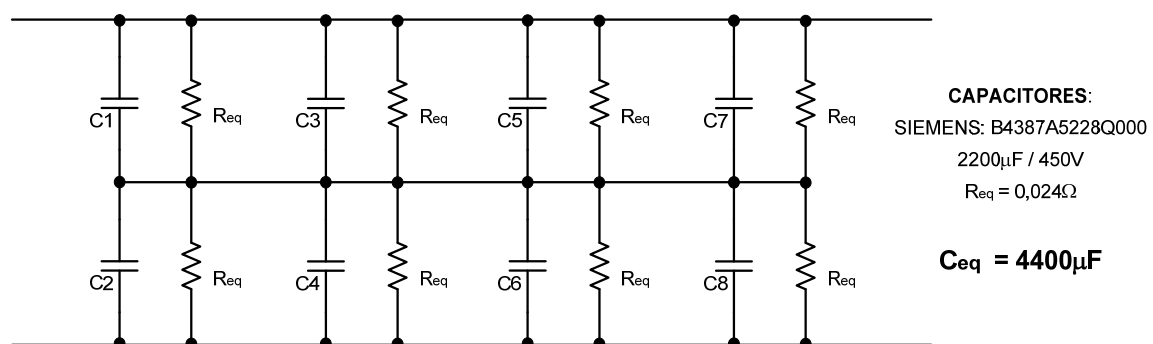 C1
Req
C3
Req
C5
Req
C7
Req
C2
Req
C4
Req
C6
Req
C8
Req
CAPACITORES:
SIEMENS: B4387A5228Q000
2200μF / 450V
Req = 0,024Ω
Ceq = 4400μF